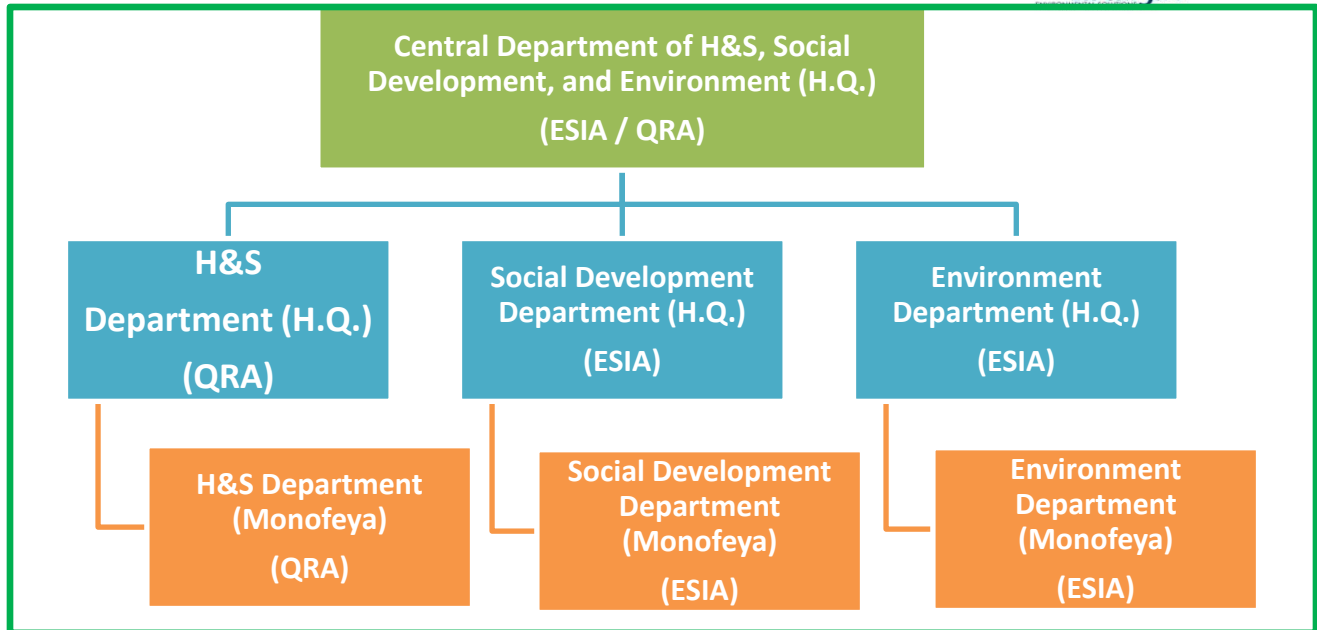 Central Department of H&S, Social
Development, and Environment (H.Q.)
(ESIA / QRA)
H&S
Department (H.Q.)
(QRA)
Social Development
Department (H.Q.)
(ESIA)
Environment
Department (H.Q.)
(ESIA)
H&S Department
(Monofeya)
(QRA)
Social Development
Department
(Monofeya)
(ESIA)
Environment
Department
(Monofeya)
(ESIA)